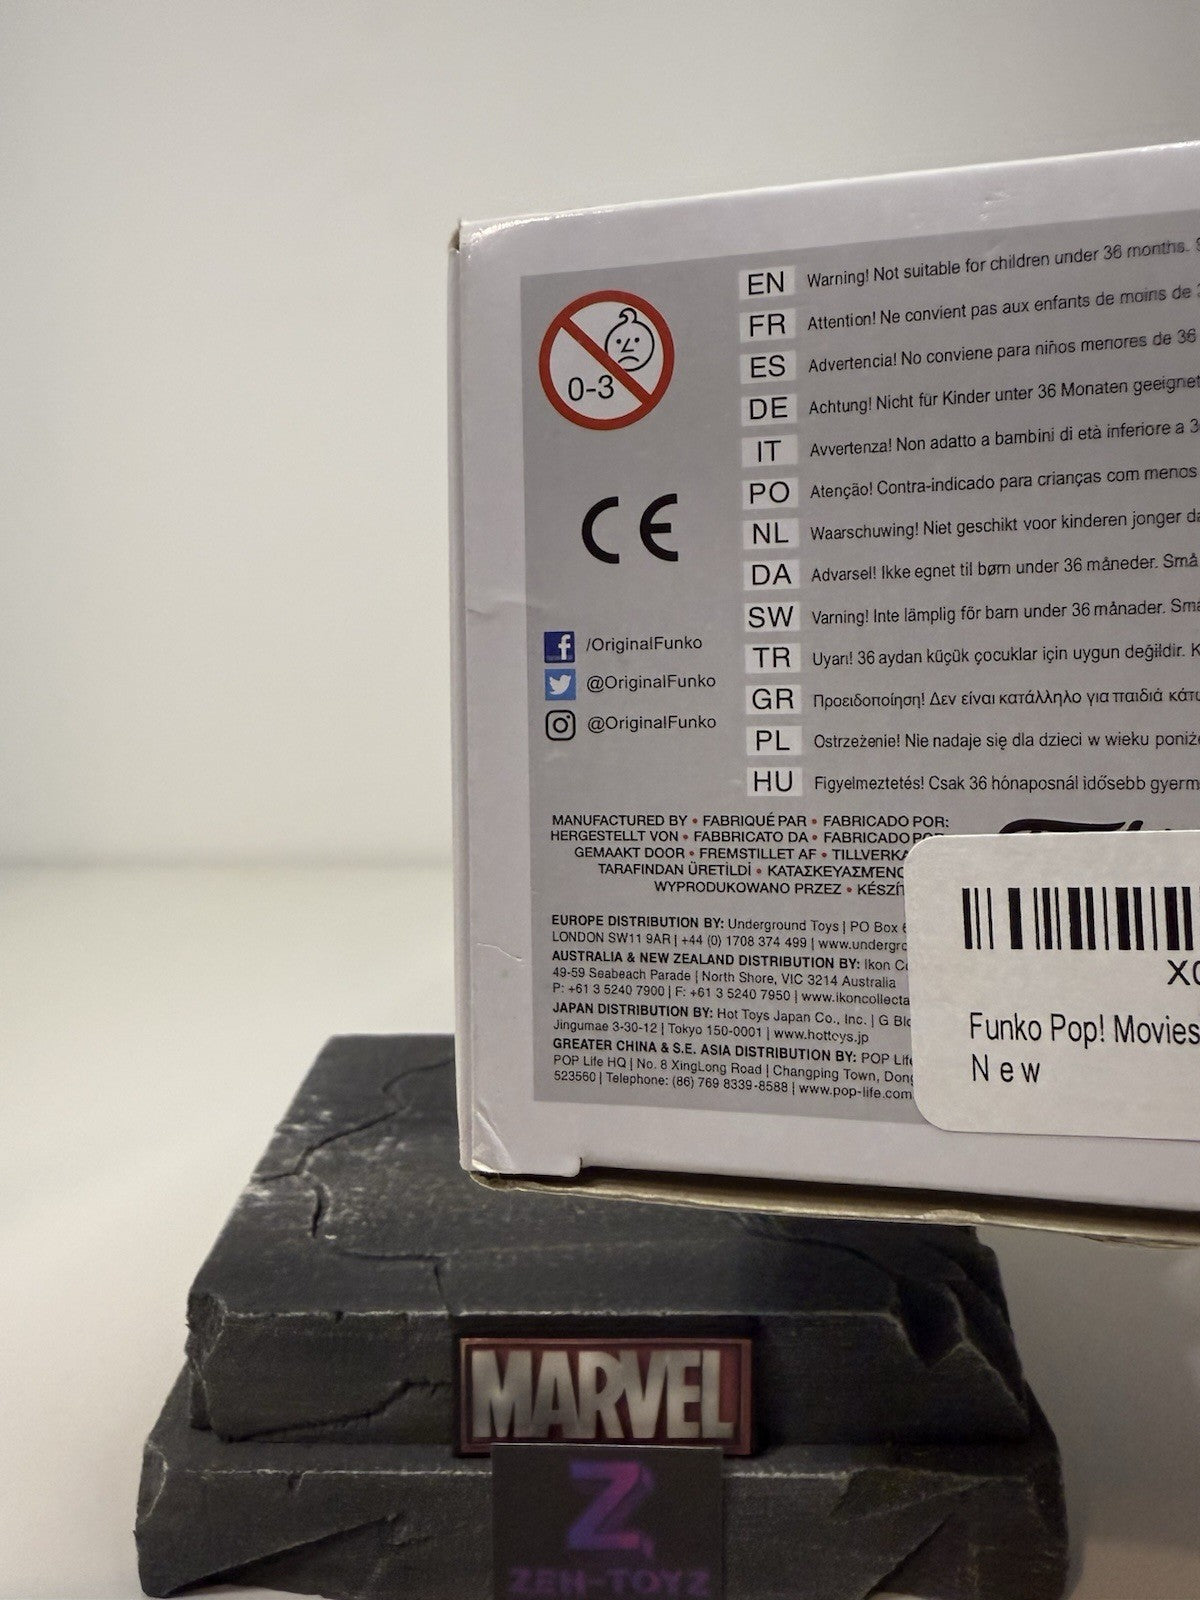 0-3
CE
EN Warning! Not suitable for children under 36 months.
FR Attention! Ne convient pas aux enfants de moins de
ES Advertencia! No conviene para niños menores de 36
DE Achtung! Nicht für Kinder unter 36 Monaten geeignet
IT Avvertenza! Non adatto a bambini di età inferiore a
PO Atenção! Contra-indicado para crianças com menos
NL Waarschuwing! Niet geschikt voor kinderen jonger
DA Advarsel! Ikke egnet til børn under 36 måneder. Små
SW Varning! Inte lämplig för barn under 36 månader.
TR Uyarı! 36 aydan küçük çocuklar için uygun değildir.
GR Προειδοποίηση! Δεν είναι κατάλληλο για παιδιά
PL Ostrzeżenie! Nie nadaje się dla dzieci w wieku
HU Figyelmeztetés! Csak 36 hónaposnál idősebb
/OriginalFunko
@OriginalFunko
@OriginalFunko
MANUFACTURED BY • FABRIQUÉ PAR • FABRICADO POR:
HERGESTELLT VON • FABBRICATO DA • FABRICADO
GEMAAKT DOOR • FREMSTILLET AF •
TARAFINDAN ÜRETİLDİ •
WYPRODUKOWANO PRZEZ •
EUROPE DISTRIBUTION BY: Underground Toys | PO Box
LONDON SW11 9AR | +44 (0) 1708 374 499 |
AUSTRALIA & NEW ZEALAND DISTRIBUTION BY: Ikon
49-59 Seabeach Parade | North Shore, VIC 3214 Australia
P: +61 3 5240 7900 | F: +61 3 5240 7950 |
JAPAN DISTRIBUTION BY: Hot Toys Japan Co., Inc. | G
Jingumae 3-30-12 | Tokyo 150-0001 | www.hottoys.jp
GREATER CHINA & S.E. ASIA DISTRIBUTION BY: POP
POP Life HQ | No. 8 XingLong Road | Changping Town,
523560 | Telephone: (86) 769 8339-8588 | www.pop-life.com
Funko Pop! Movies
New
MARVEL
Z
ZEH-TOYZ